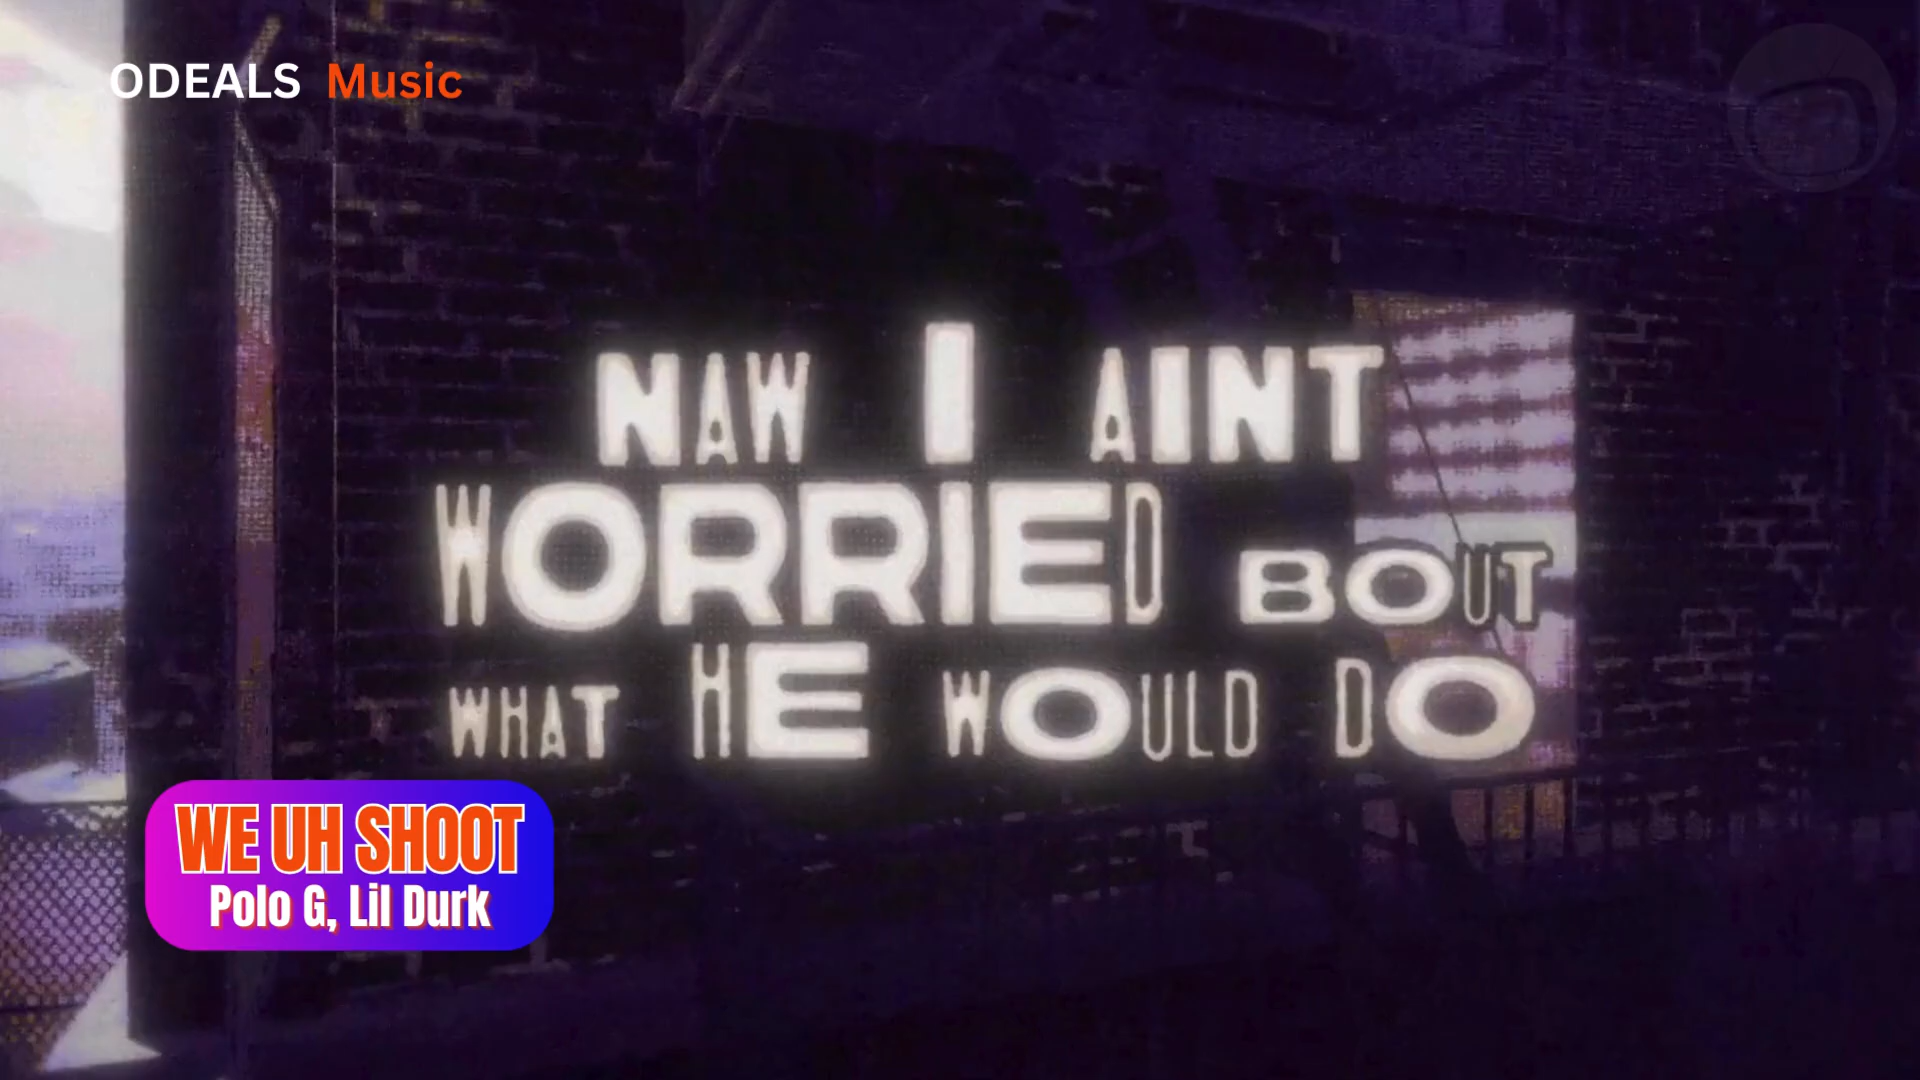 ODEALS Music
NAW I AINT
WORRIED BOUT
WHAT HE WOULD DO
WE UH SHOOT
Polo G, Lil Durk